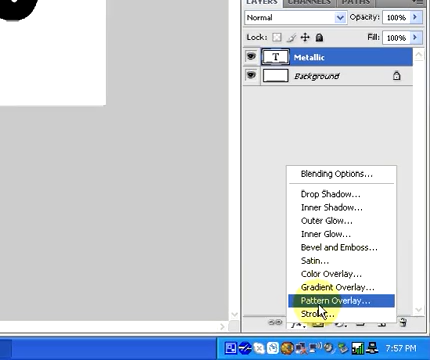 LAYERS CHANNELS PATHS
Normal Opacity: 100%
Lock: Fill: 100%
T Metallic
Background
Blending Options...
Drop Shadow...
Inner Shadow...
Outer Glow...
Inner Glow...
Bevel and Emboss...
Satin...
Color Overlay...
Gradient Overlay...
Pattern Overlay...
Stroke...
fx
7:57 PM